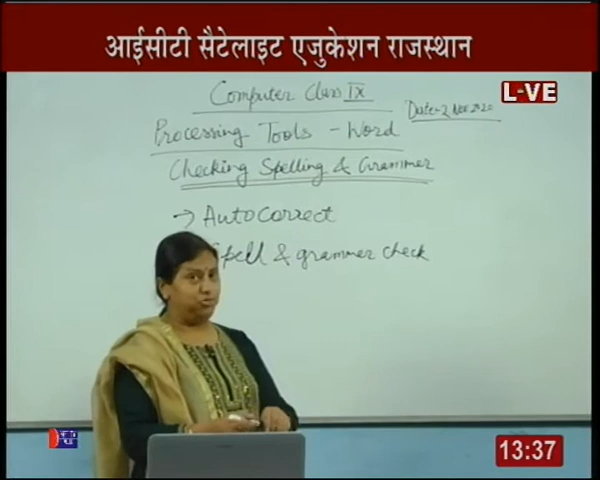 आईसीटी सैटेलाइट एजुकेशन राजस्थान
L-VE
Computer Class IX
Date-2 Nov 2020
Processing Tools - Word
Checking Spelling & Grammer
→ Autocorrect
Spell & grammer check
13:37